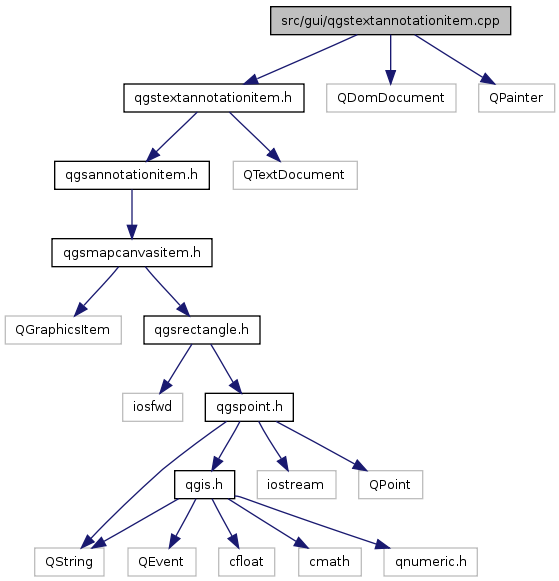 src/gui/qgstextannotationitem.cpp
qgstextannotationitem.h
QDomDocument
QPainter
qgsannotationitem.h
QTextDocument
qgsmapcanvasitem.h
QGraphicsItem
qgsrectangle.h
iosfwd
qgspoint.h
qgis.h
iostream
QPoint
QString
QEvent
cfloat
cmath
qnumeric.h